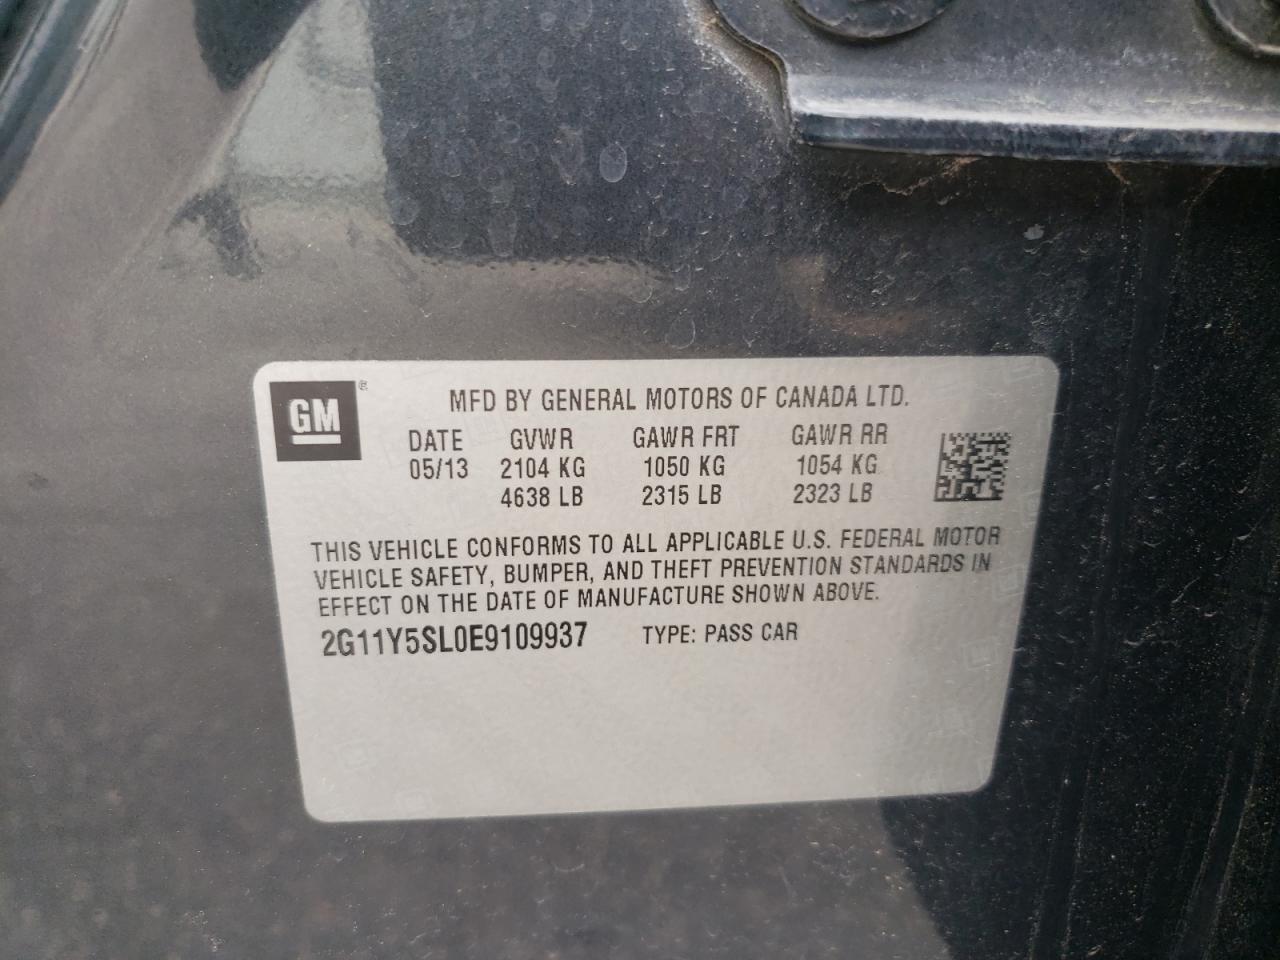 GM ®
MFD BY GENERAL MOTORS OF CANADA LTD.
DATE GVWR GAWR FRT GAWR RR
05/13 2104 KG 1050 KG 1054 KG
4638 LB 2315 LB 2323 LB
THIS VEHICLE CONFORMS TO ALL APPLICABLE U.S. FEDERAL MOTOR
VEHICLE SAFETY, BUMPER, AND THEFT PREVENTION STANDARDS IN
EFFECT ON THE DATE OF MANUFACTURE SHOWN ABOVE.
2G11Y5SL0E9109937 TYPE: PASS CAR